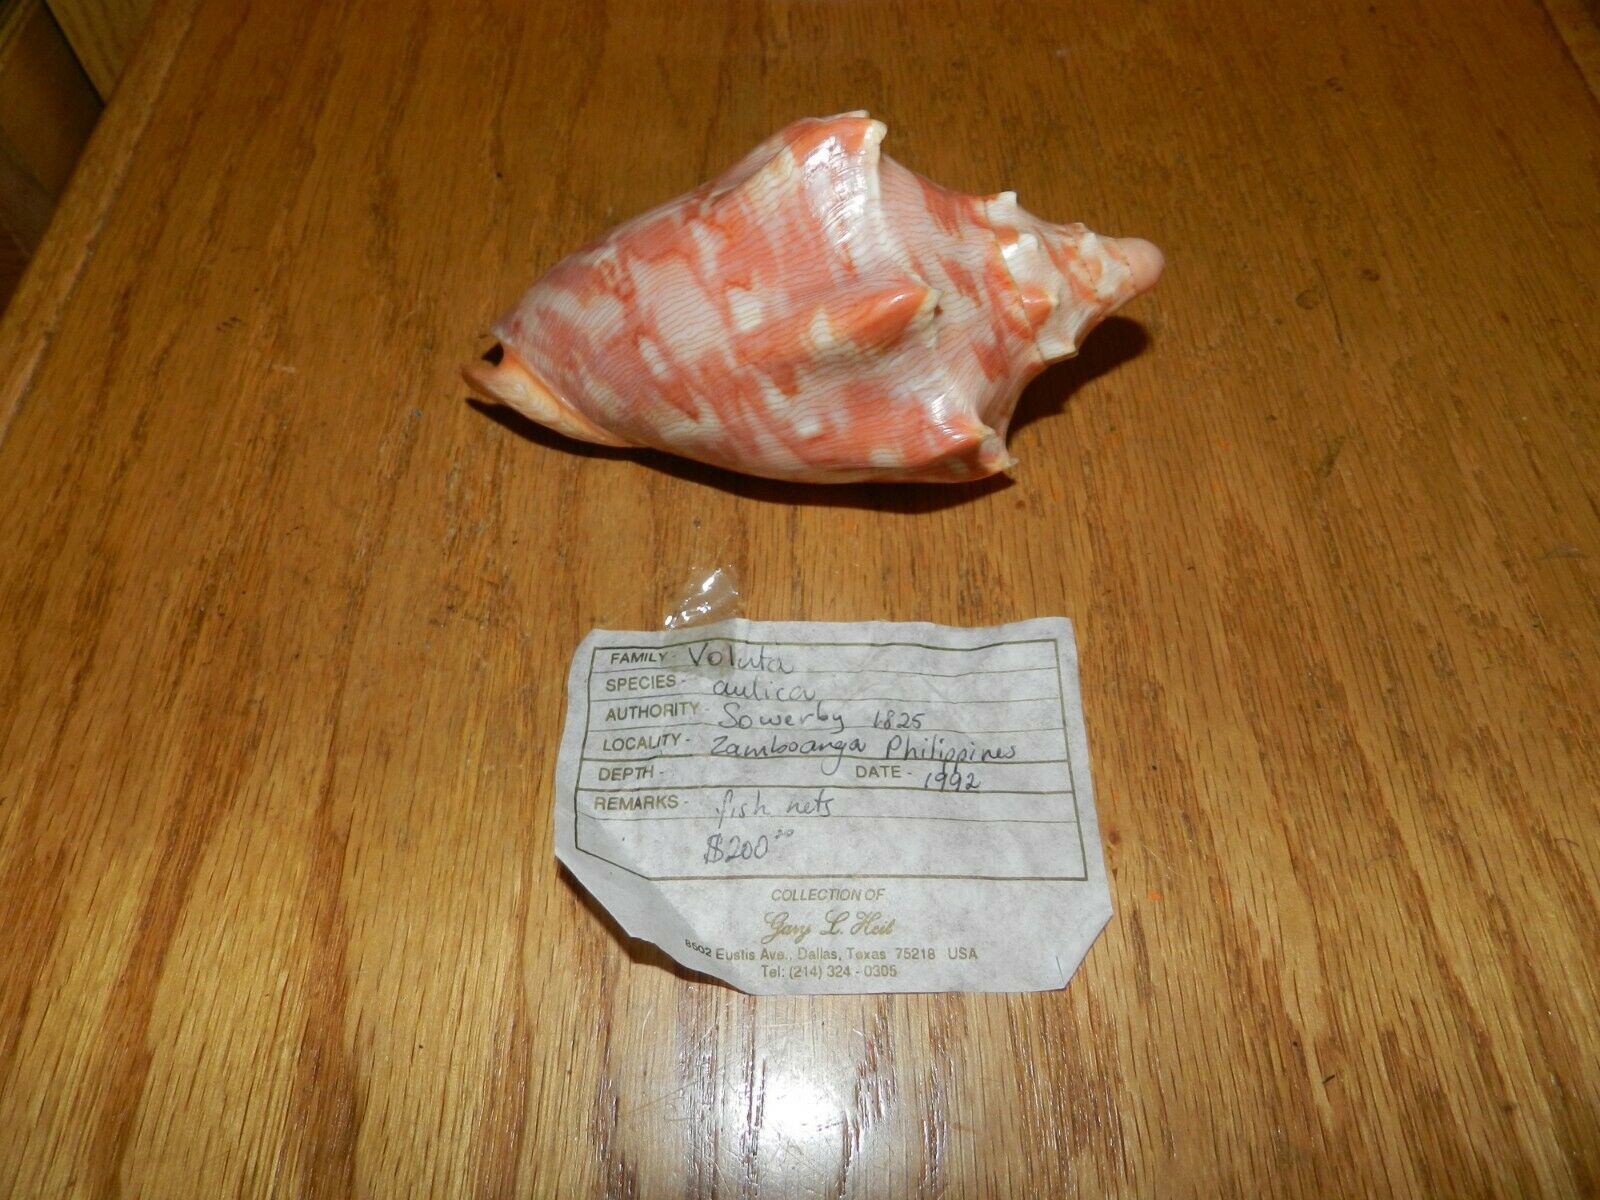 FAMILY - Voluta
SPECIES - aulica
AUTHORITY - Sowerby 1825
LOCALITY - Zamboanga Philippines
DEPTH - DATE - 1992
REMARKS - fish nets
$200
COLLECTION OF
Gary L. Heit
8502 Eustis Ave., Dallas, Texas 75218 USA
Tel: (214) 324 - 0305